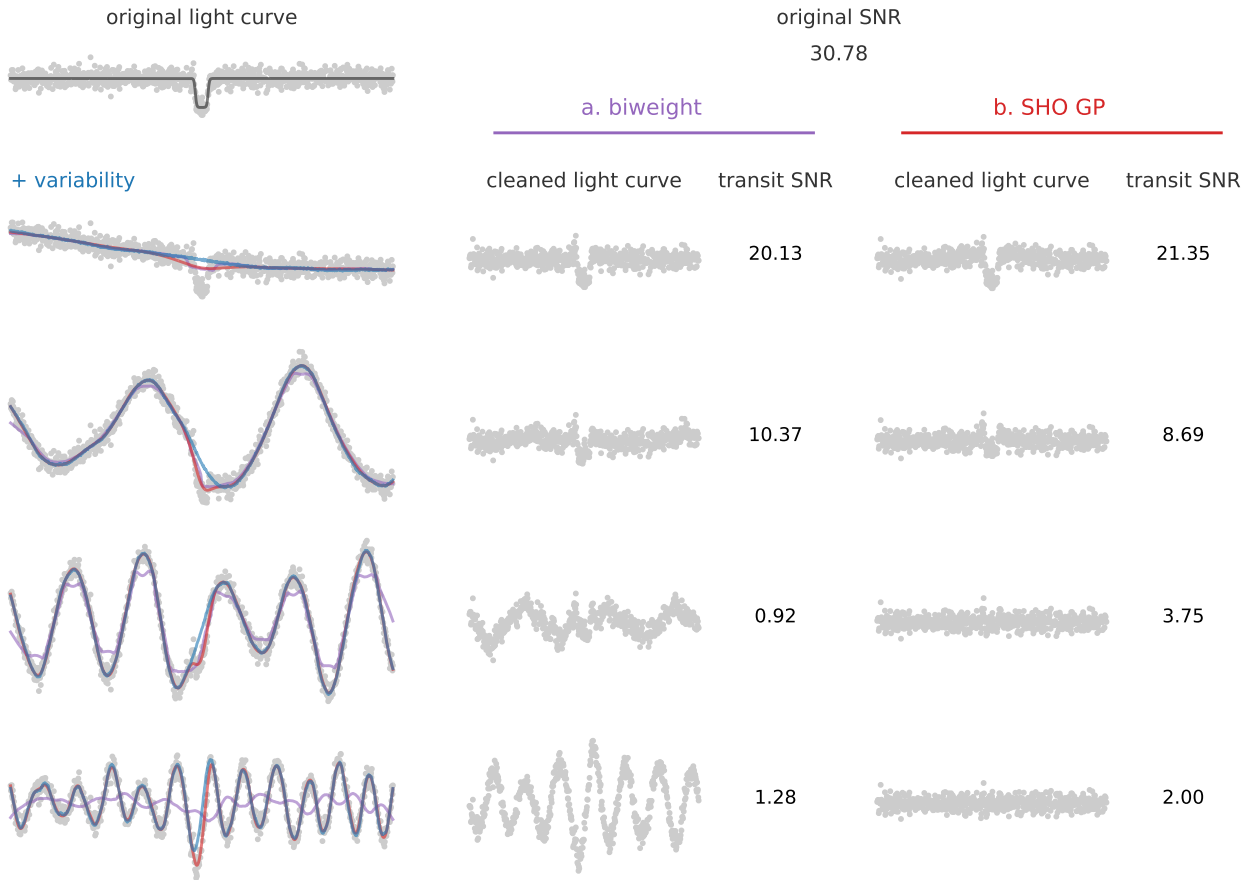 original light curve
original SNR
30.78
a. biweight
b. SHO GP
+ variability
cleaned light curve
transit SNR
cleaned light curve
transit SNR
20.13
21.35
10.37
8.69
0.92
3.75
1.28
2.00